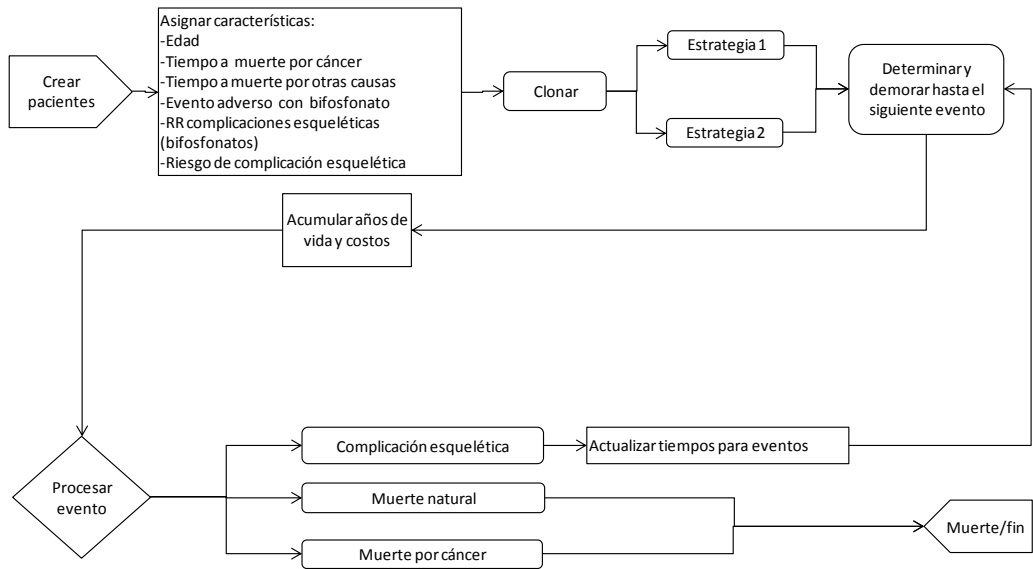 Crear
pacientes
Asignar características:
-Edad
-Tiempo a muerte por cáncer
-Tiempo a muerte por otras causas
-Evento adverso con bifosfonato
-RR complicaciones esqueléticas
(bifosfonatos)
-Riesgo de complicación esquelética
Clonar
Estrategia 1
Estrategia 2
Determinar y
demorar hasta el
siguiente evento
Acumular años de
vida y costos
Procesar
evento
Complicación esquelética
Actualizar tiempos para eventos
Muerte natural
Muerte por cáncer
Muerte/fin